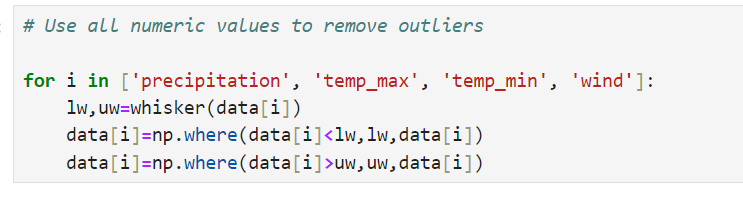 # Use all numeric values to remove outliers
for i in ['precipitation', 'temp_max', 'temp_min', 'wind']:
    lw,uw=whisker(data[i])
    data[i]=np.where(data[i]<lw,lw,data[i])
    data[i]=np.where(data[i]>uw,uw,data[i])